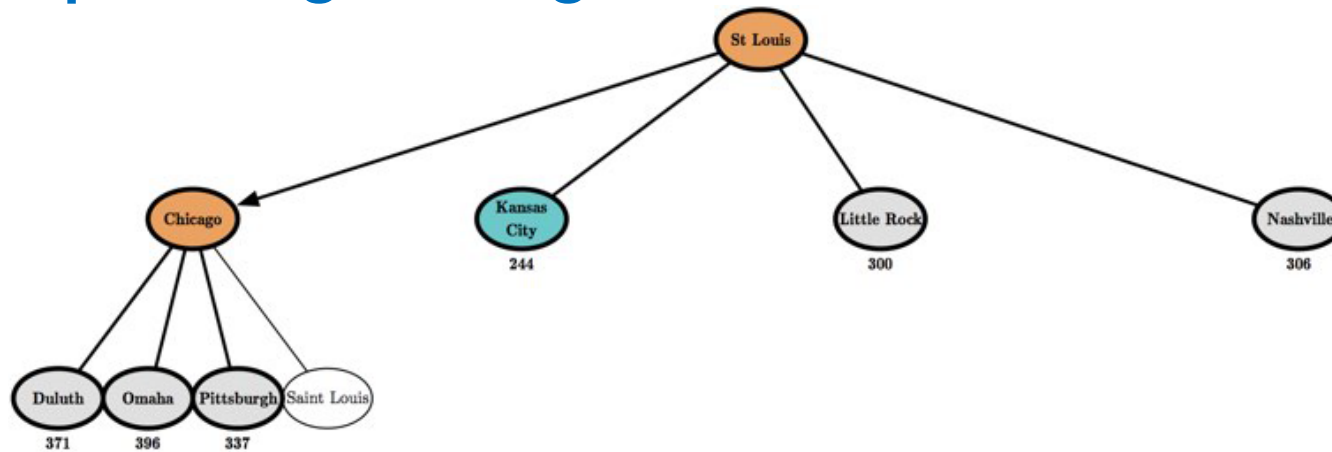 St Louis
Chicago
Kansas
City
Little Rock
Nashville
244
300
306
Duluth
Omaha
Pittsburgh
Saint Louis
371
396
337